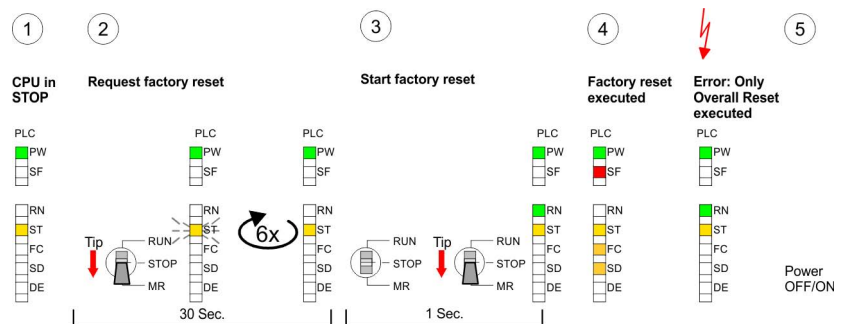 1
2
3
4
5
CPU in
STOP
Request factory reset
Start factory reset
Factory reset
executed
Error: Only
Overall Reset
executed
PLC
PW
SF
RN
ST
FC
SD
DE
Tip
RUN
STOP
MR
PLC
PW
SF
RN
ST
FC
SD
DE
6x
PLC
PW
SF
RN
ST
FC
SD
DE
30 Sec.
RUN
STOP
MR
Tip
RUN
STOP
MR
PLC
PW
SF
RN
ST
FC
SD
DE
1 Sec.
PLC
PW
SF
RN
ST
FC
SD
DE
PLC
PW
SF
RN
ST
FC
SD
DE
Power
OFF/ON